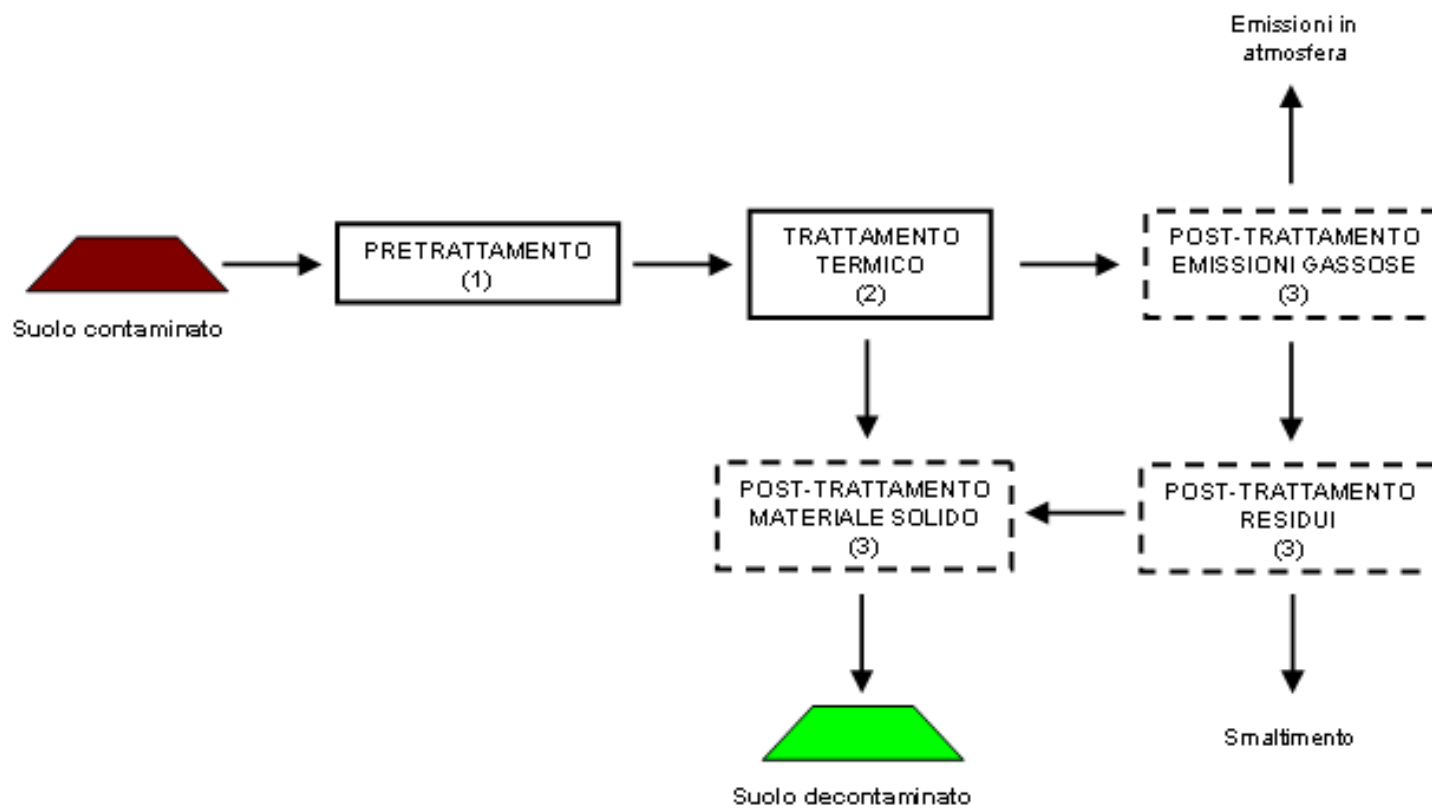 Emissioni in
atmosfera
PRETRATTAMENTO
(1)
TRATTAMENTO
TERMICO
(2)
POST-TRATTAMENTO
EMISSIONI GASSOSE
(3)
Suolo contaminato
POST-TRATTAMENTO
MATERIALE SOLIDO
(3)
POST-TRATTAMENTO
RESIDUI
(3)
Smaltimento
Suolo decontaminato